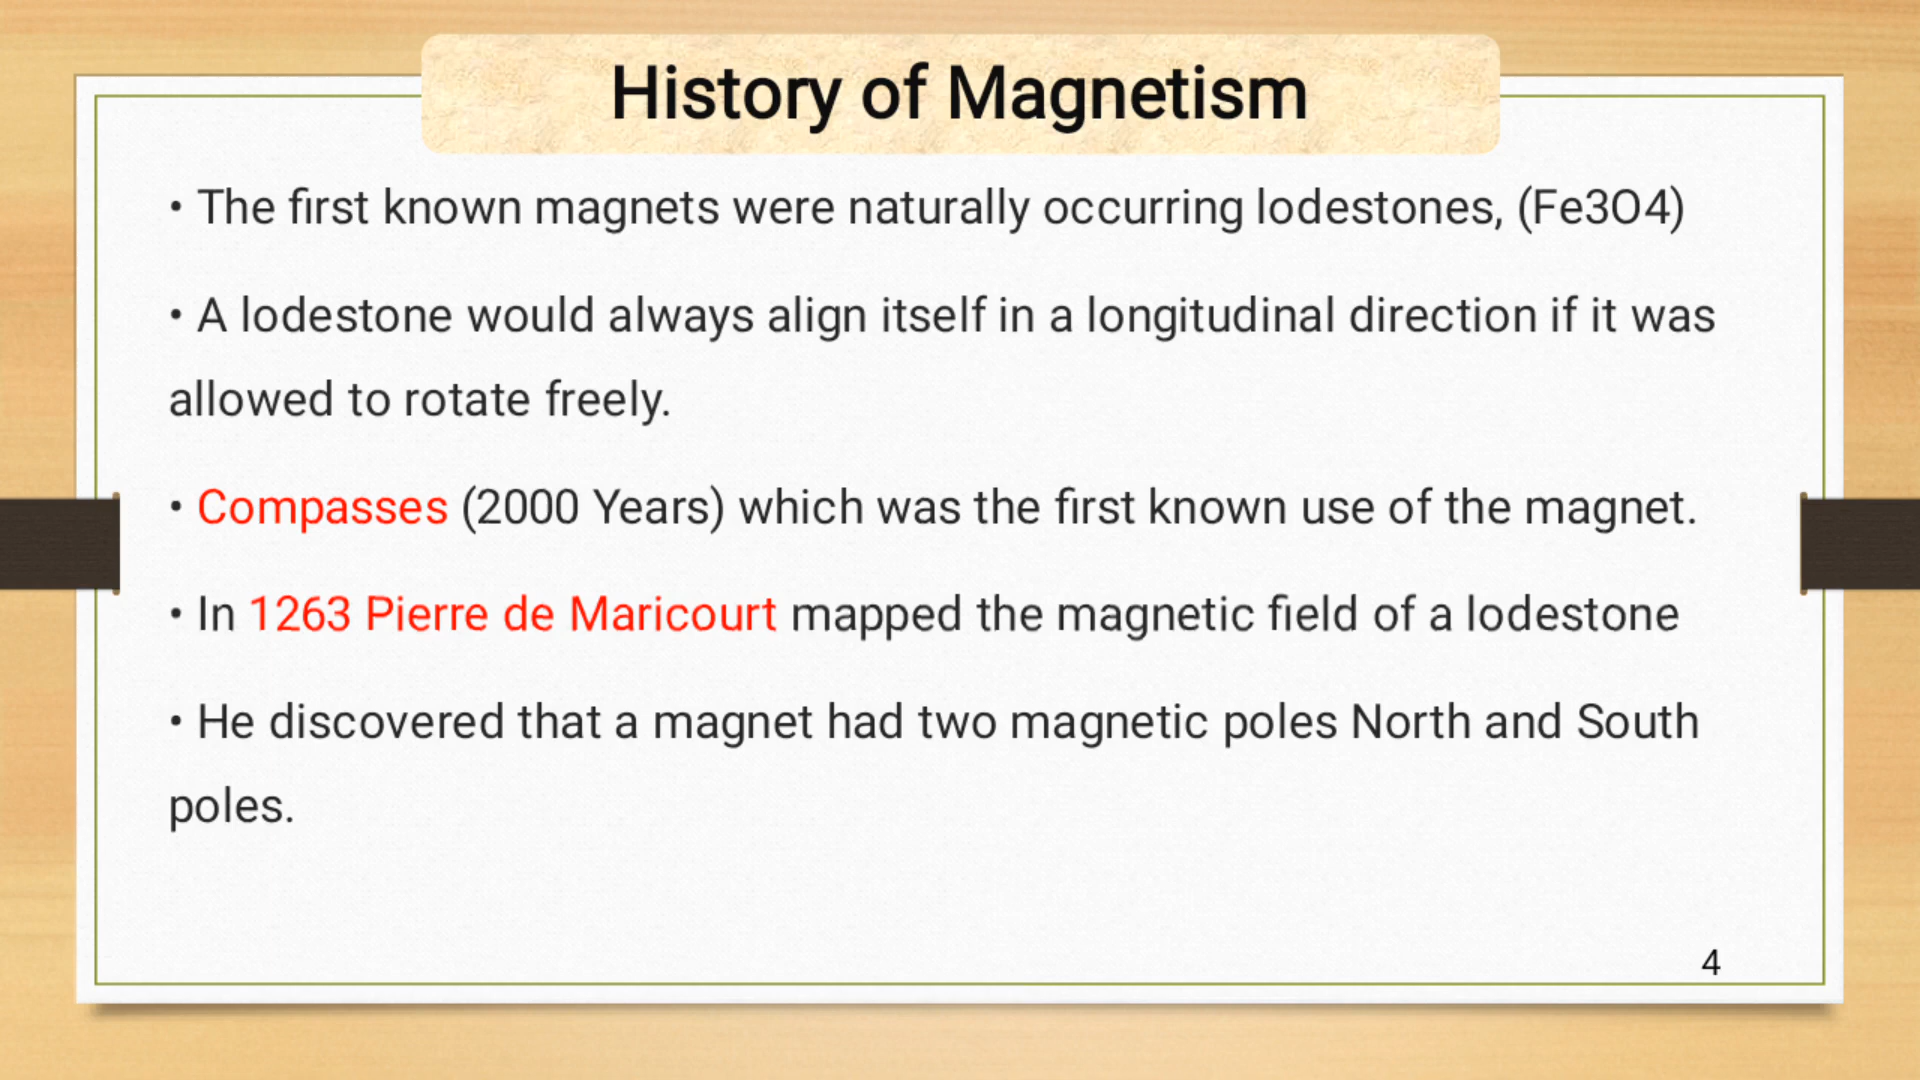 History of Magnetism
• The first known magnets were naturally occurring lodestones, (Fe3O4)
• A lodestone would always align itself in a longitudinal direction if it was
allowed to rotate freely.
• Compasses (2000 Years) which was the first known use of the magnet.
• In 1263 Pierre de Maricourt mapped the magnetic field of a lodestone
• He discovered that a magnet had two magnetic poles North and South
poles.
4